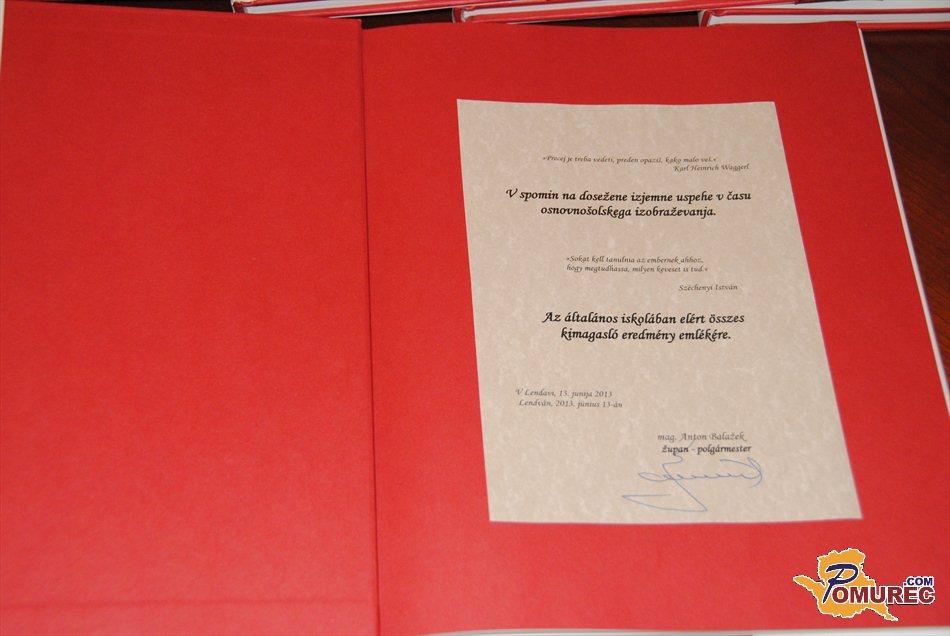 »Precej je treba vedeti, preden opaziš, kako malo veš.«
Karl Heinrich Waggerl
V spomin na dosežene izjemne uspehe v času
osnovnošolskega izobraževanja.
»Sokat kell tanulnia az embernek ahhoz,
hogy megtudhassa, milyen keveset is tud.«
Széchenyi István
Az általános iskolában elért összes
kimagasló eredmény emlékére.
V Lendavi, 13. junija 2013
Lendván, 2013. június 13-án
mag. Anton Balažek
župan - polgármester
POMUREC.COM